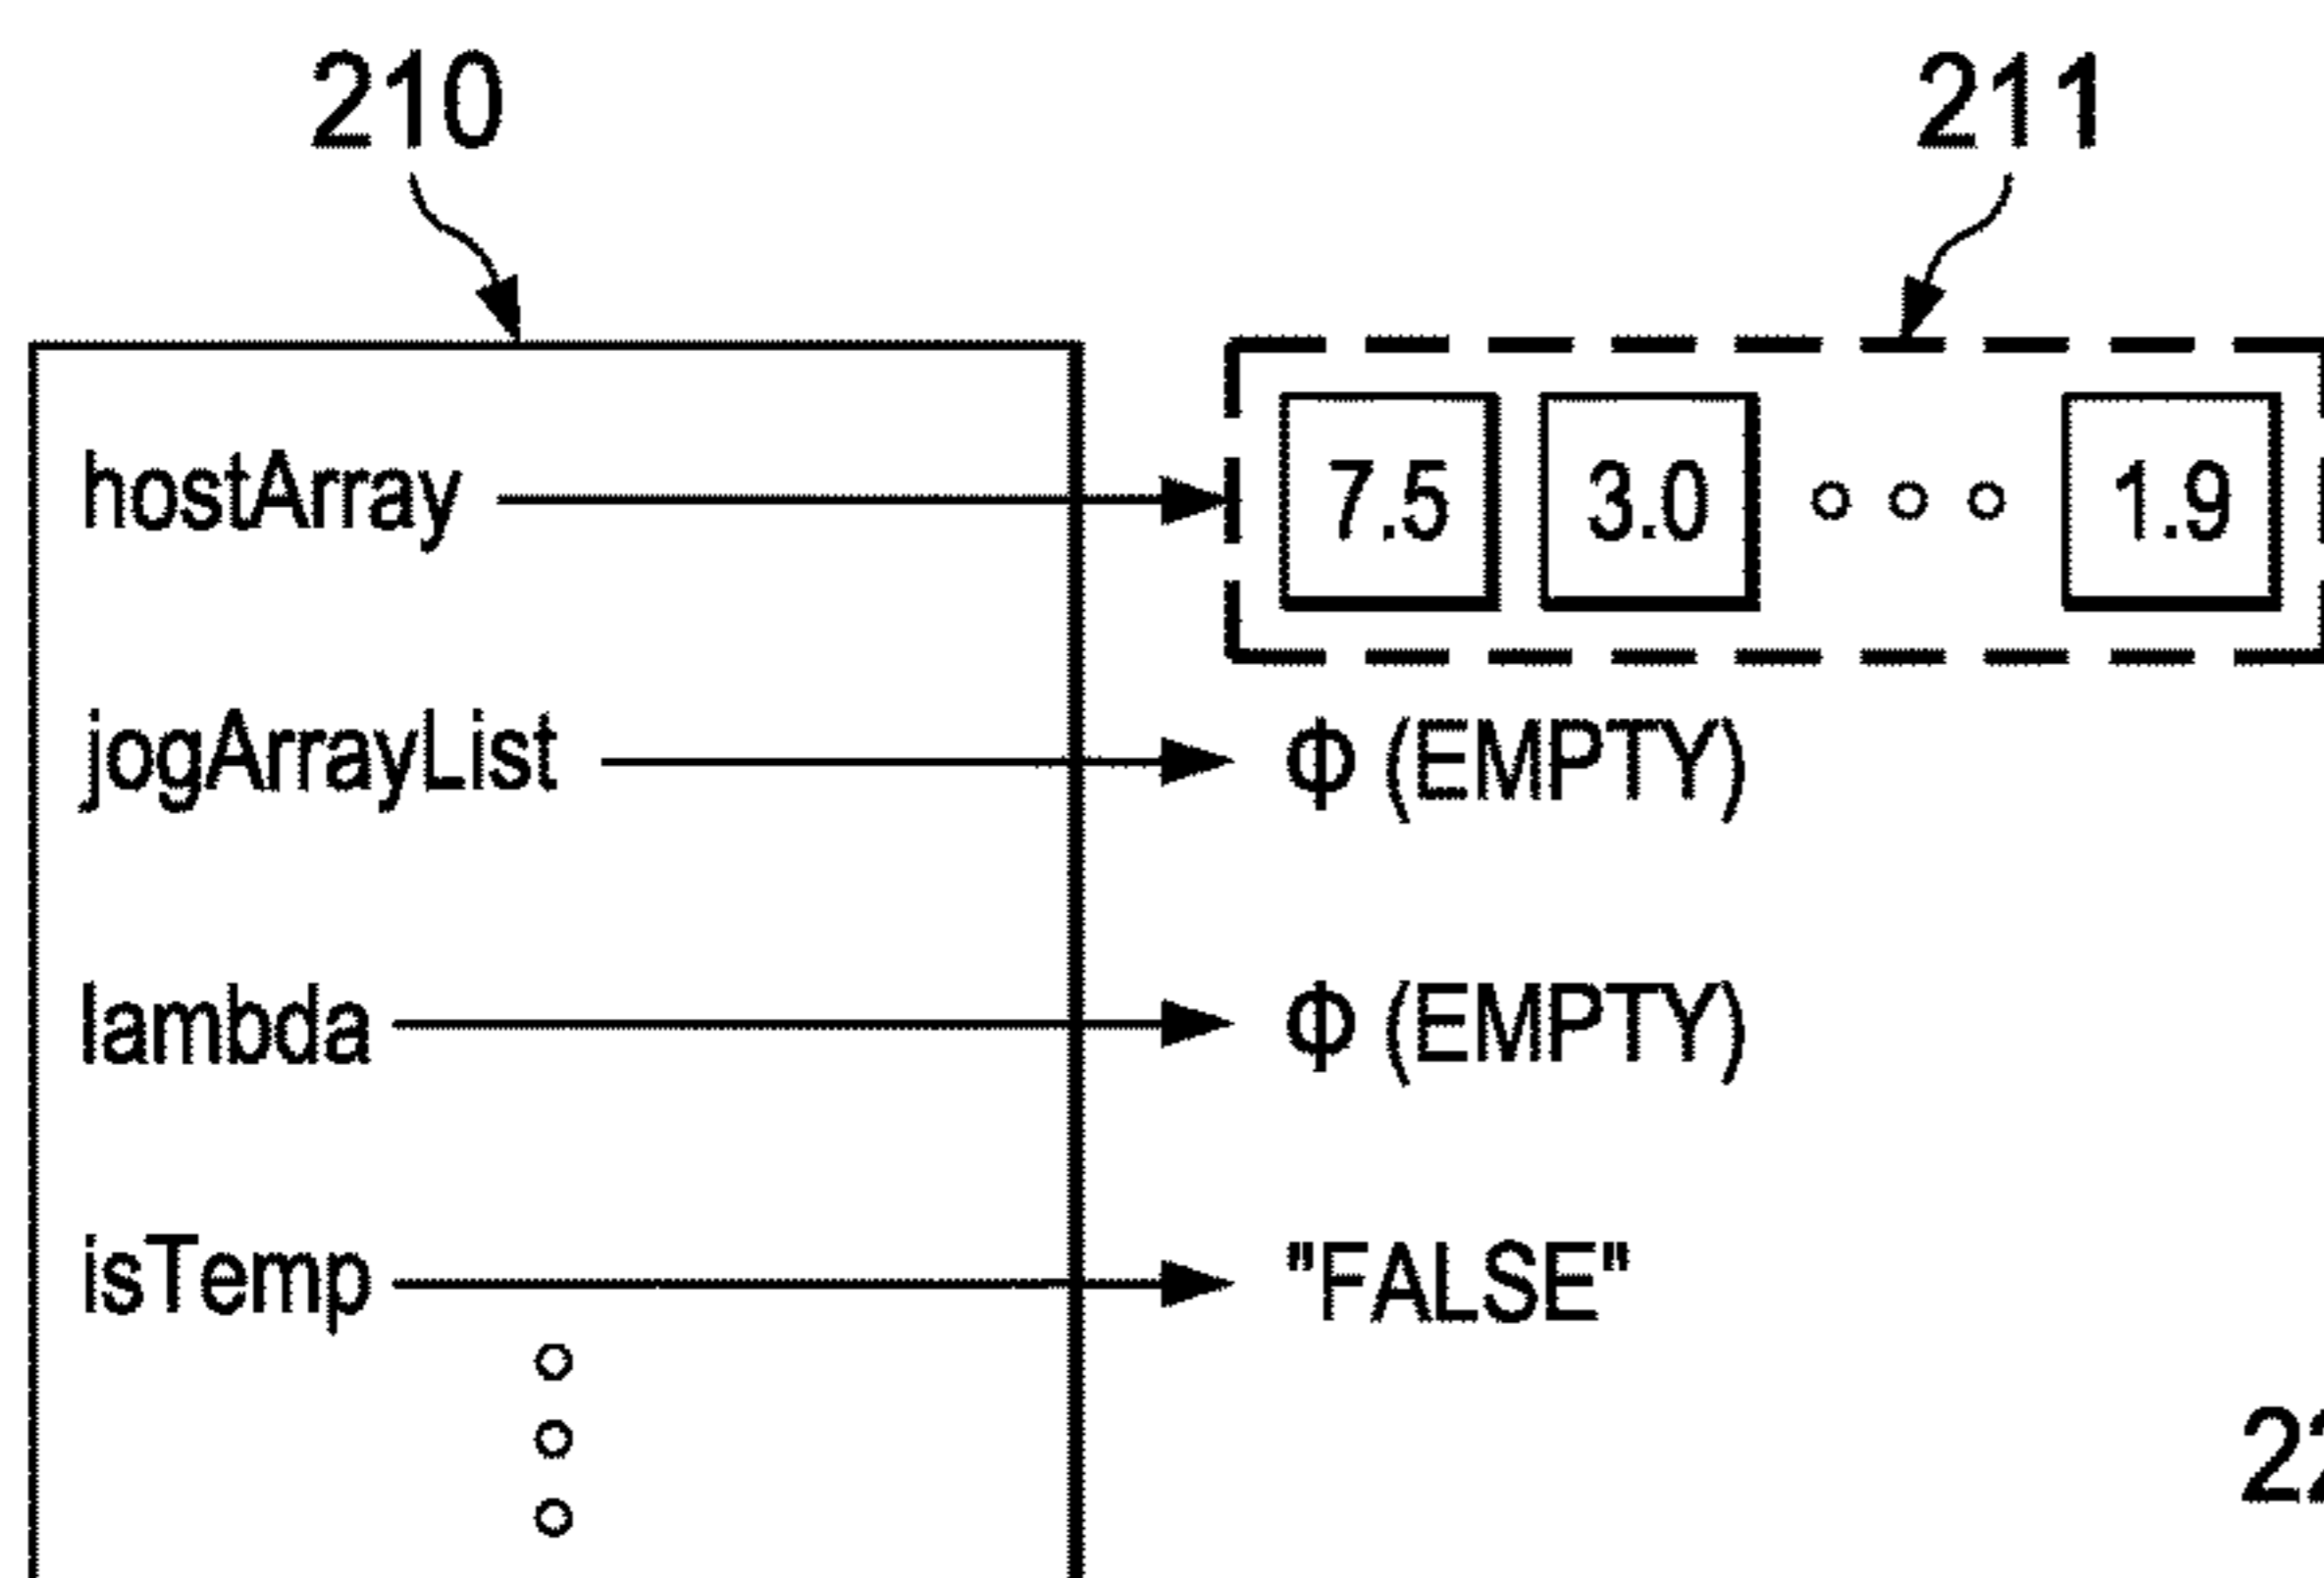 210 211
hostArray 7.5 3.0 1.9
jogArrayList Φ (EMPTY)
lambda Φ (EMPTY)
isTemp "FALSE"